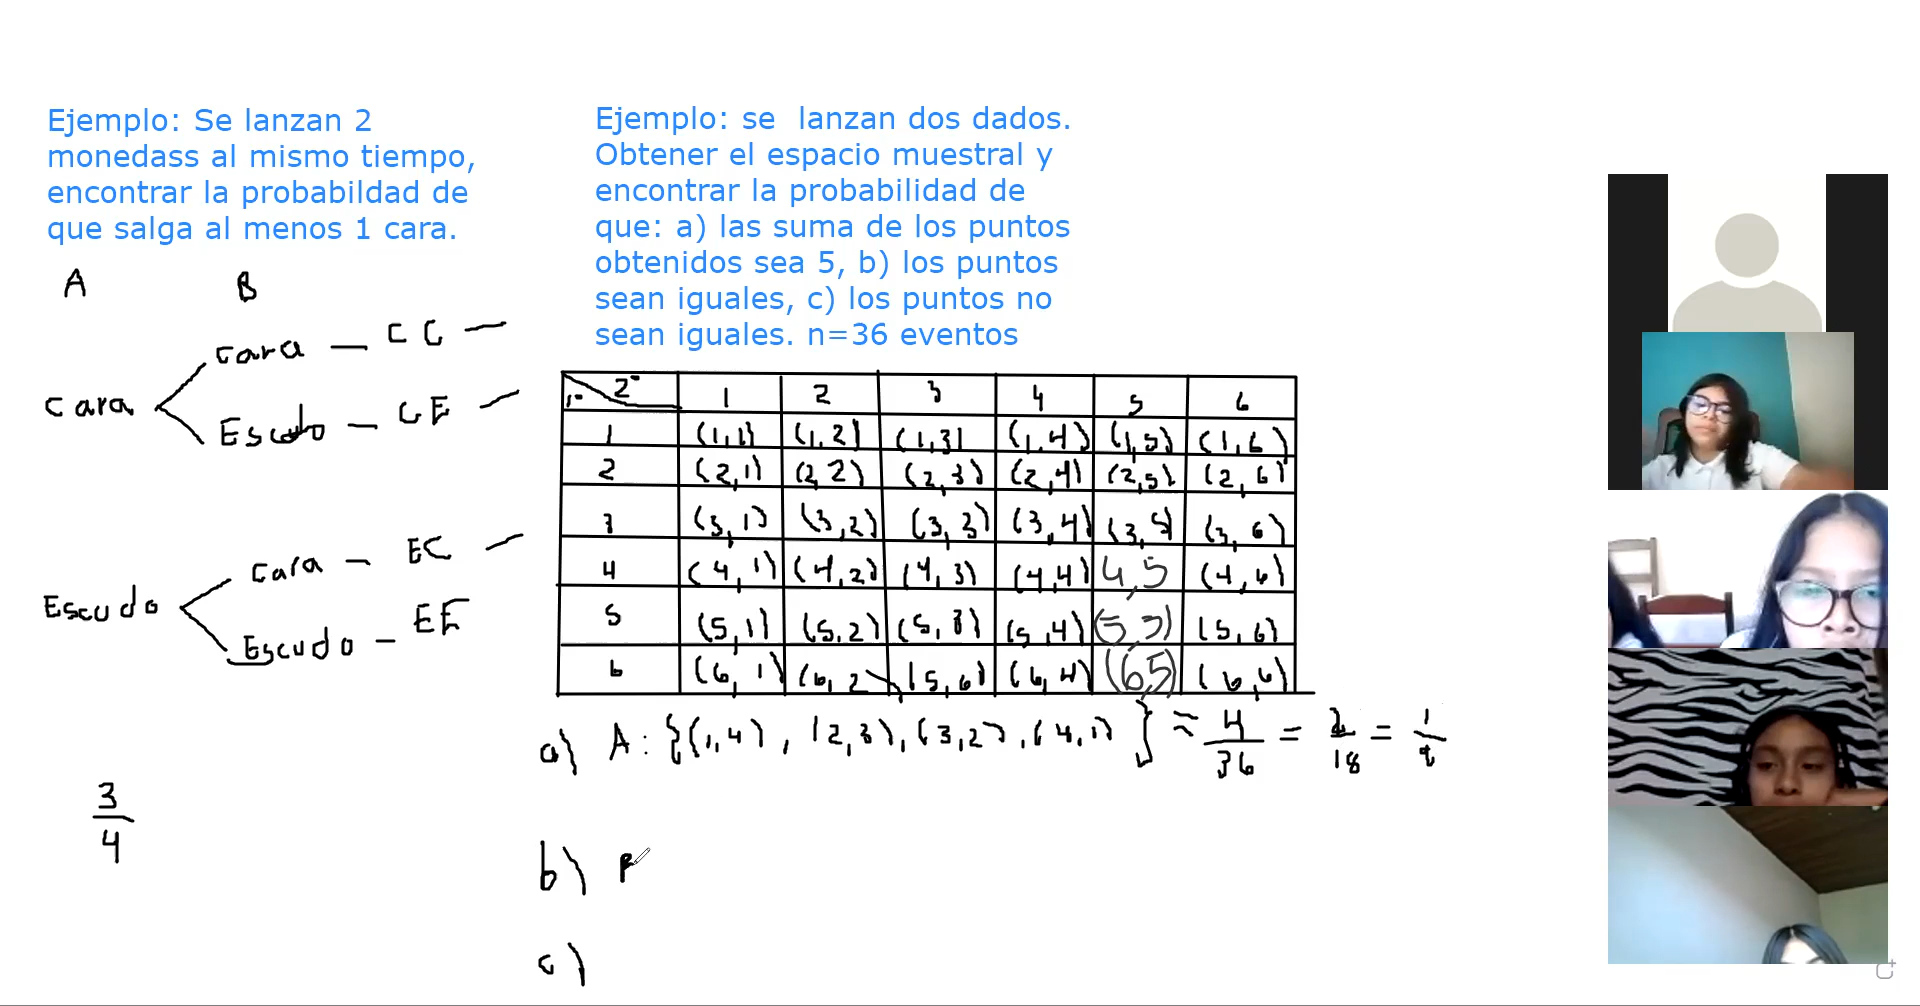 Ejemplo: Se lanzan 2
monedass al mismo tiempo,
encontrar la probabildad de
que salga al menos 1 cara.
A B
Cara — CC —
Cara
Escudo — CE —
Cara — EC —
Escudo
Escudo — EE
3/4
Ejemplo: se lanzan dos dados.
Obtener el espacio muestral y
encontrar la probabilidad de
que: a) las suma de los puntos
obtenidos sea 5, b) los puntos
sean iguales, c) los puntos no
sean iguales. n=36 eventos
1º 2º 1 2 3 4 5 6
1 (1,1) (1,2) (1,3) (1,4) (1,5) (1,6)
2 (2,1) (2,2) (2,3) (2,4) (2,5) (2,6)
3 (3,1) (3,2) (3,3) (3,4) (3,5) (3,6)
4 (4,1) (4,2) (4,3) (4,4) 4,5 (4,6)
5 (5,1) (5,2) (5,3) (5,4) (5,5) (5,6)
6 (6,1) (6,2 (5,6) (6,4) (6,5) (6,6)
a) A: {(1,4), (2,3), (3,2), (4,1)} = 4/36 = 2/18 = 1/9
b)
c)